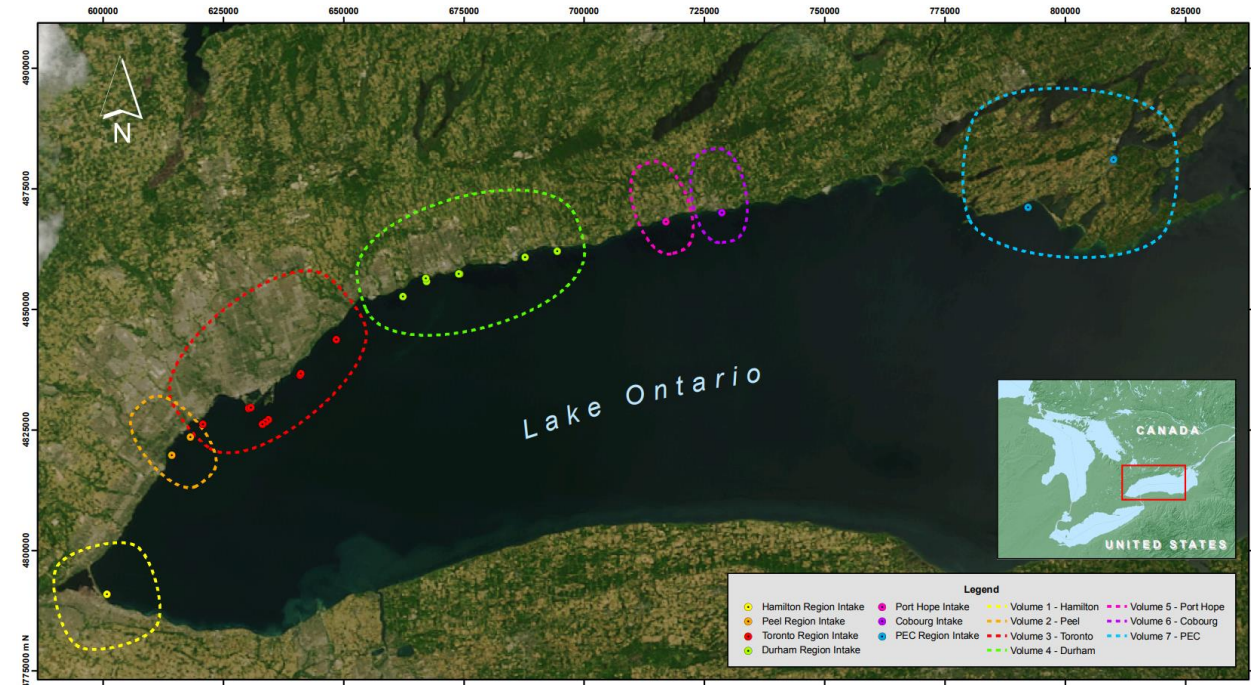 600000 625000 650000 675000 700000 725000 750000 775000 800000 825000
4900000
4875000
4850000
4825000
4800000
4775000 m N
N
Lake Ontario
CANADA
UNITED STATES
Legend
Hamilton Region Intake
Peel Region Intake
Toronto Region Intake
Durham Region Intake
Port Hope Intake
Cobourg Intake
PEC Region Intake
Volume 1 - Hamilton
Volume 2 - Peel
Volume 3 - Toronto
Volume 4 - Durham
Volume 5 - Port Hope
Volume 6 - Cobourg
Volume 7 - PEC